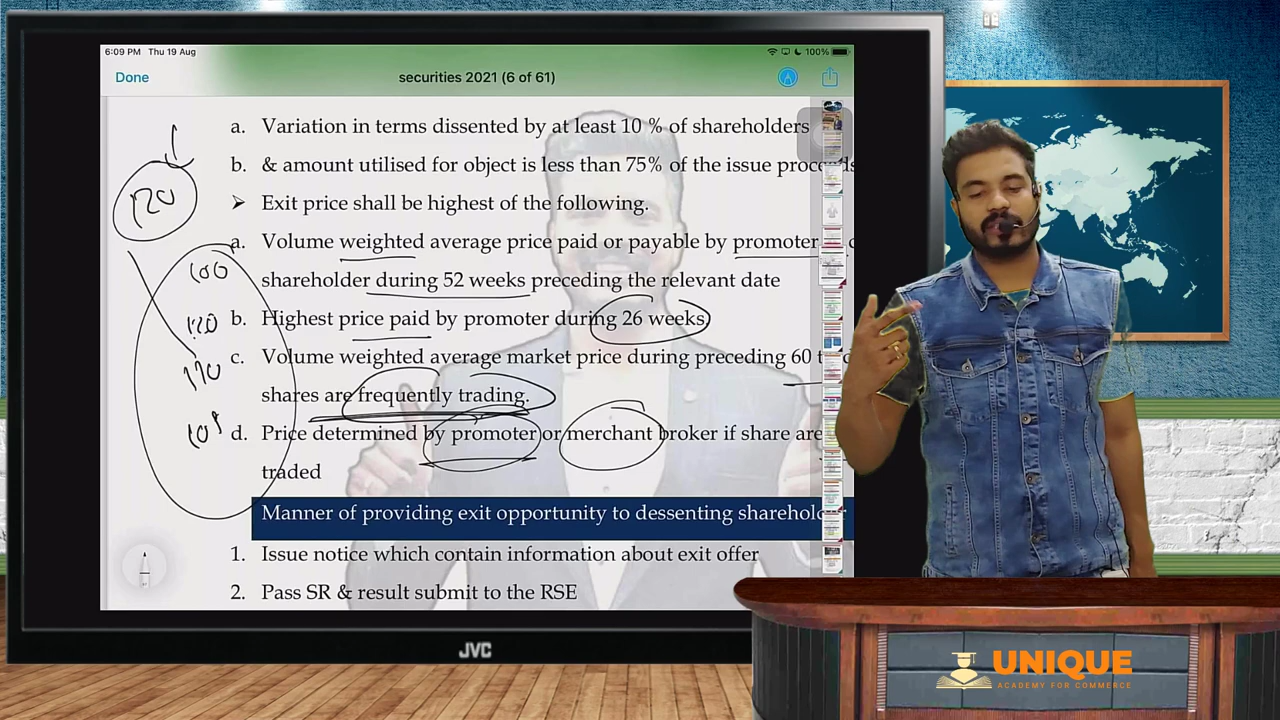 6:09 PM Thu 19 Aug
100%
Done
securities 2021 (6 of 61)
a. Variation in terms dissented by at least 10 % of shareholders
b. & amount utilised for object is less than 75% of the issue proceeds
➢ Exit price shall be highest of the following.
a. Volume weighted average price paid or payable by promoter
shareholder during 52 weeks preceding the relevant date
b. Highest price paid by promoter during 26 weeks
c. Volume weighted average market price during preceding 60
shares are frequently trading.
d. Price determined by promoter or merchant broker if share are
traded
Manner of providing exit opportunity to dessenting
1. Issue notice which contain information about exit offer
2. Pass SR & result submit to the RSE
120
100
120
110
JVC
UNIQUE
ACADEMY FOR COMMERCE